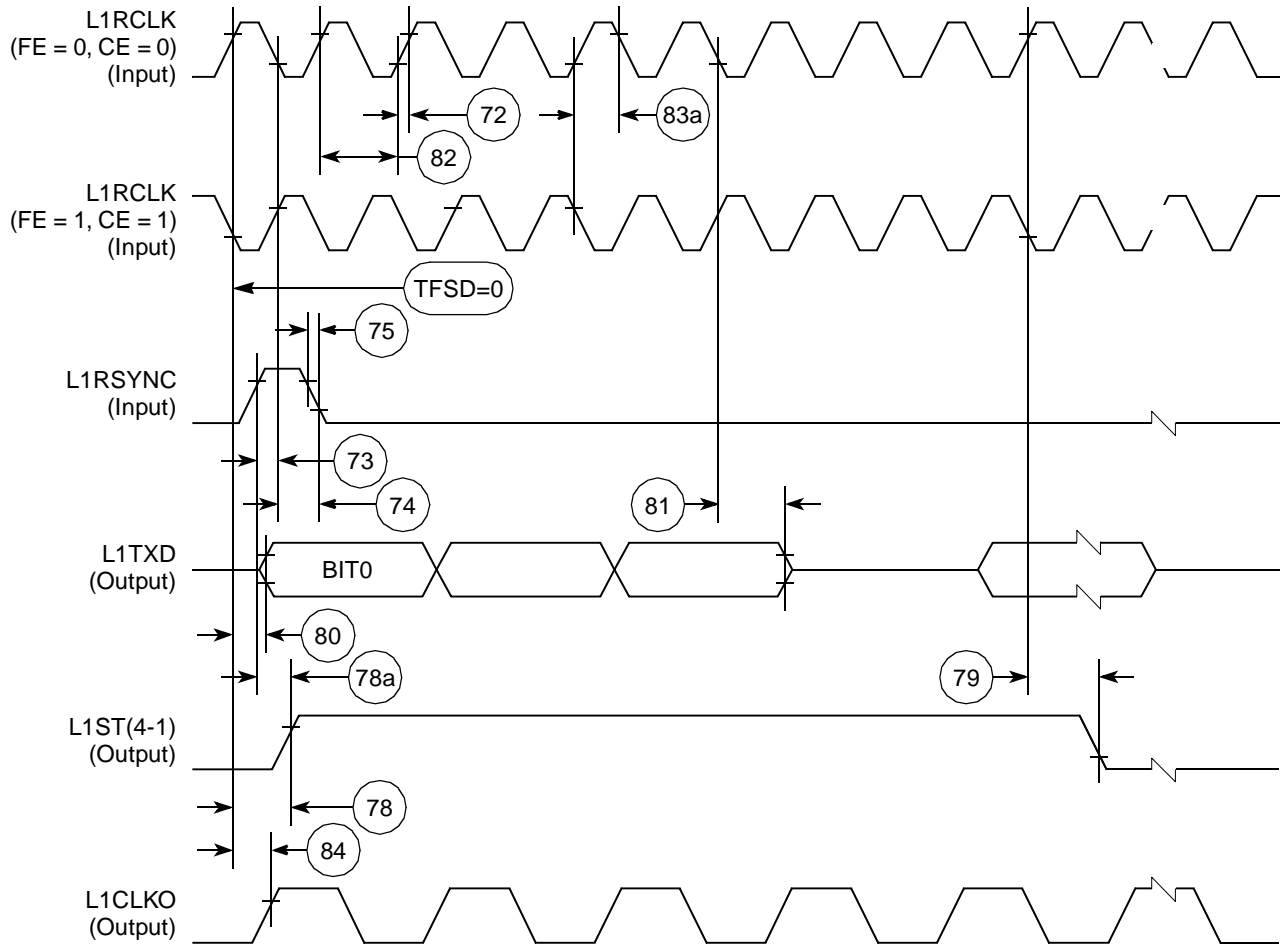 L1RCLK
(FE = 0, CE = 0)
(Input)
72
83a
82
L1RCLK
(FE = 1, CE = 1)
(Input)
TFSD=0
75
L1RSYNC
(Input)
73
74
81
L1TXD
(Output)
BIT0
80
78a
79
L1ST(4-1)
(Output)
78
84
L1CLKO
(Output)